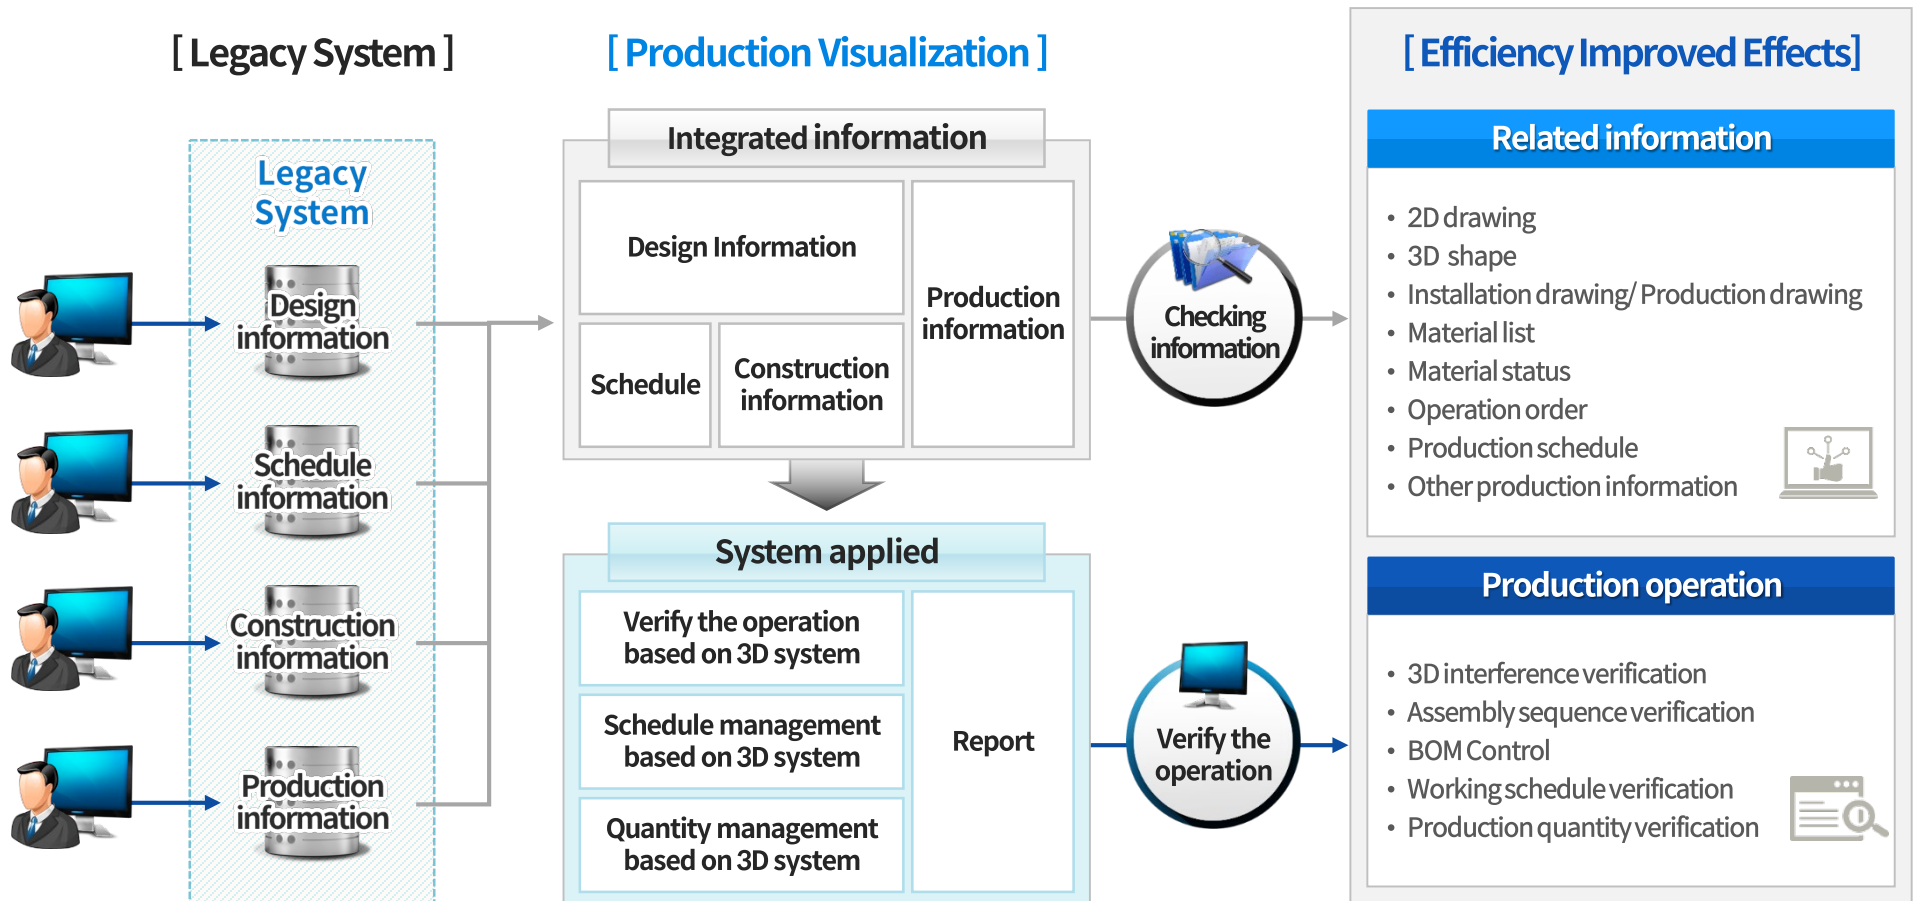 [ Legacy System ]
[ Production Visualization ]
[ Efficiency Improved Effects]
Legacy
System
Design
information
Schedule
information
Construction
information
Production
information
Integrated information
Design Information
Schedule
Construction
information
Production
information
System applied
Verify the operation
based on 3D system
Schedule management
based on 3D system
Quantity management
based on 3D system
Report
Checking
information
Verify the
operation
Related information
• 2D drawing
• 3D shape
• Installation drawing/ Production drawing
• Material list
• Material status
• Operation order
• Production schedule
• Other production information
Production operation
• 3D interference verification
• Assembly sequence verification
• BOM Control
• Working schedule verification
• Production quantity verification